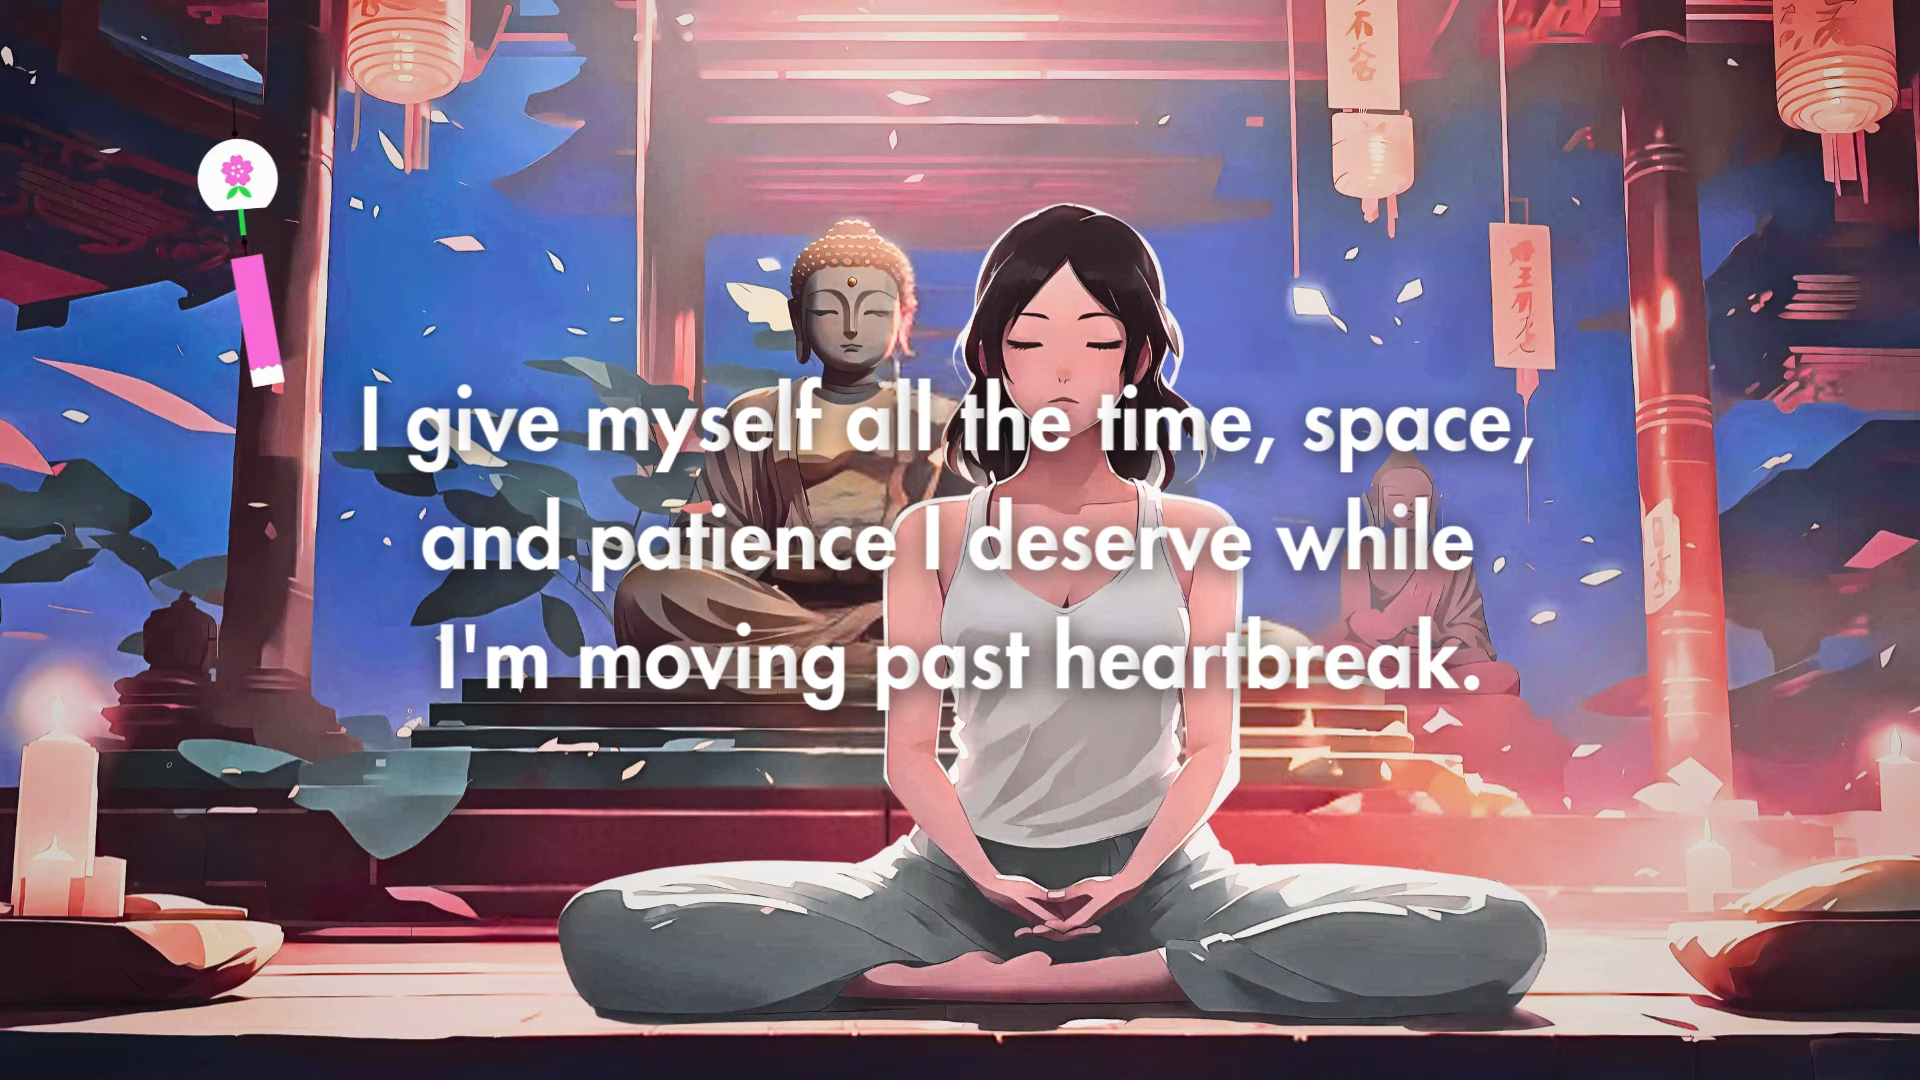 I give myself all the time, space,
and patience I deserve while
I'm moving past heartbreak.